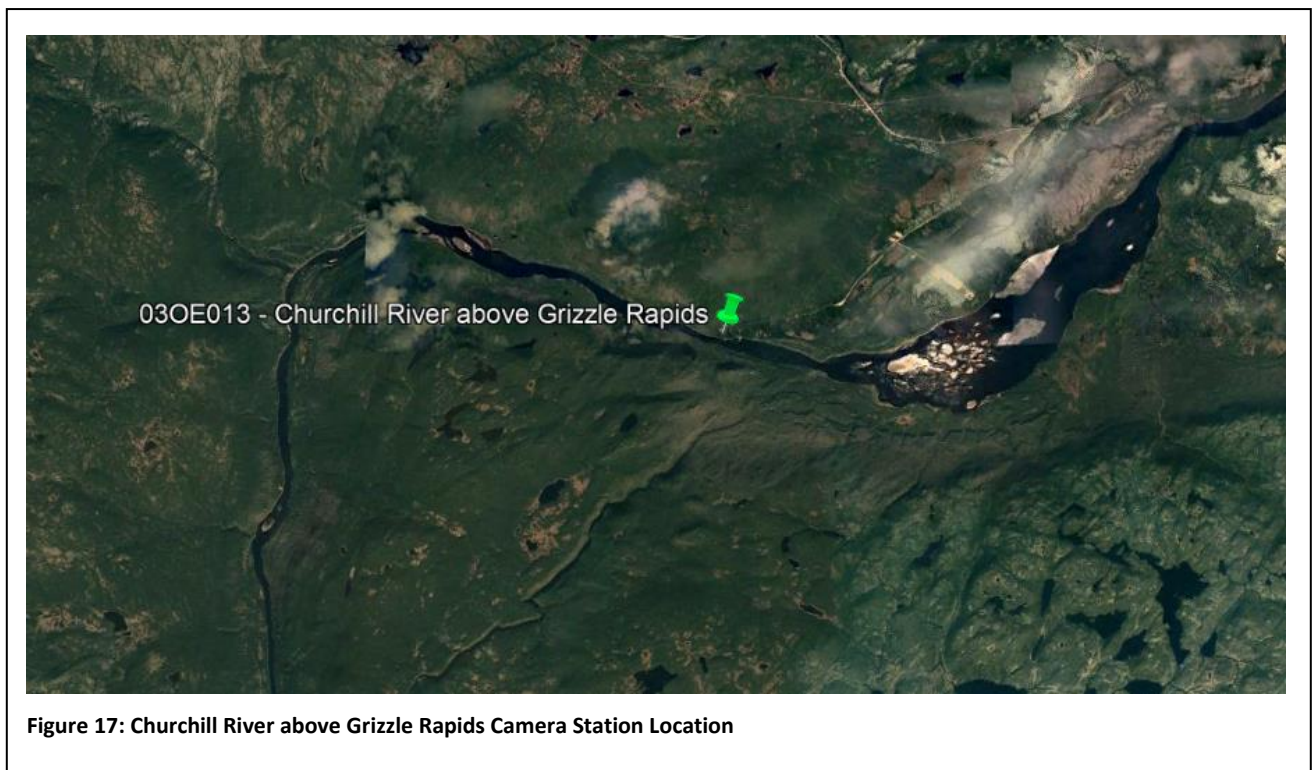 03OE013 - Churchill River above Grizzle Rapids
Figure 17: Churchill River above Grizzle Rapids Camera Station Location